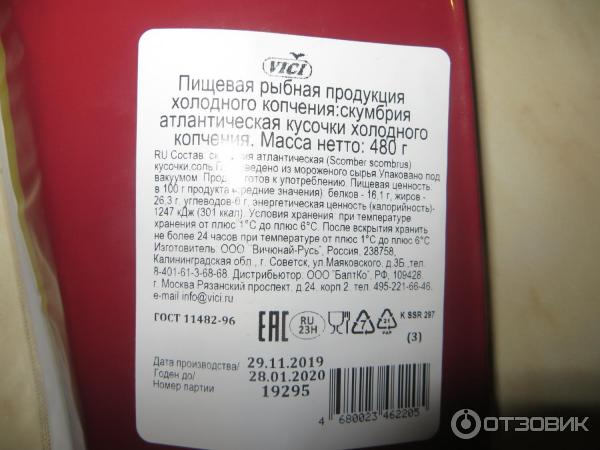 VICI
Пищевая рыбная продукция
холодного копчения:скумбрия
атлантическая кусочки холодного
копчения. Масса нетто: 480 г
RU Состав: атлантическая (Scomber scombrus)
кусочки,соль из мороженого сырья.Упаковано под
вакуумом. к употреблению. Пищевая ценность
в 100 г продукта средние значения): белков - 16,1 г, жиров -
26,3 г, углеводов-0 г, энергетическая ценность (калорийность)-
1247 кДж (301 ккал). Условия хранения при температуре
хранения от плюс 1°С до плюс 6°С. После вскрытия хранить
не более 24 часов при температуре от плюс 1°С до плюс 6°С.
Изготовитель: ООО "Вичюнай-Русь", Россия, 238758,
Калининградская обл., г. Советск, ул.Маяковского, д.3Б ,тел.
8-401-61-3-68-68. Дистрибьютор: ООО "БалтКо", РФ, 109428,
г. Москва Рязанский проспект, д.24, корп 2, тел. 495-221-66-46.
e-mail info@vici.ru
ГОСТ 11482-96
EAC RU 23H 7 21 PAP K SSR 297
(3)
Дата производства/ 29.11.2019
Годен до/ 28.01.2020
Номер партии 19295
4 680023 462205
ОТЗОВИК